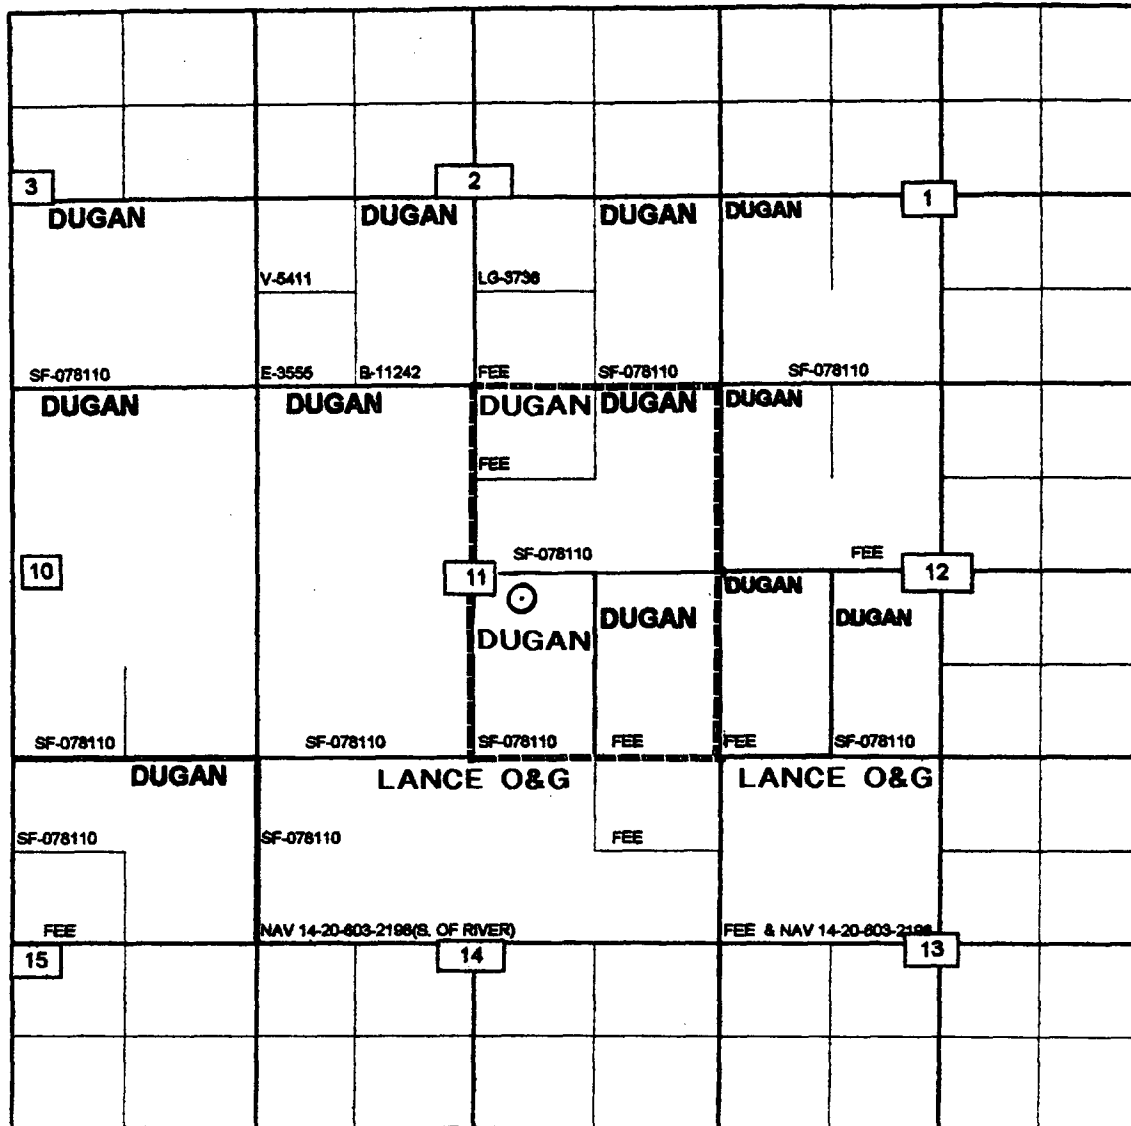 3
2
1
DUGAN
DUGAN
DUGAN
DUGAN
V-5411
LG-3736
SF-078110
E-3555
B-11242
FEE
SF-078110
SF-078110
DUGAN
DUGAN
DUGAN
DUGAN
DUGAN
FEE
SF-078110
FEE
10
11
12
DUGAN
DUGAN
DUGAN
DUGAN
SF-078110
SF-078110
SF-078110
FEE
FEE
SF-078110
DUGAN
LANCE O&G
LANCE O&G
SF-078110
SF-078110
FEE
FEE
NAV 14-20-603-2196(S. OF RIVER)
FEE & NAV 14-20-603-2196
15
14
13